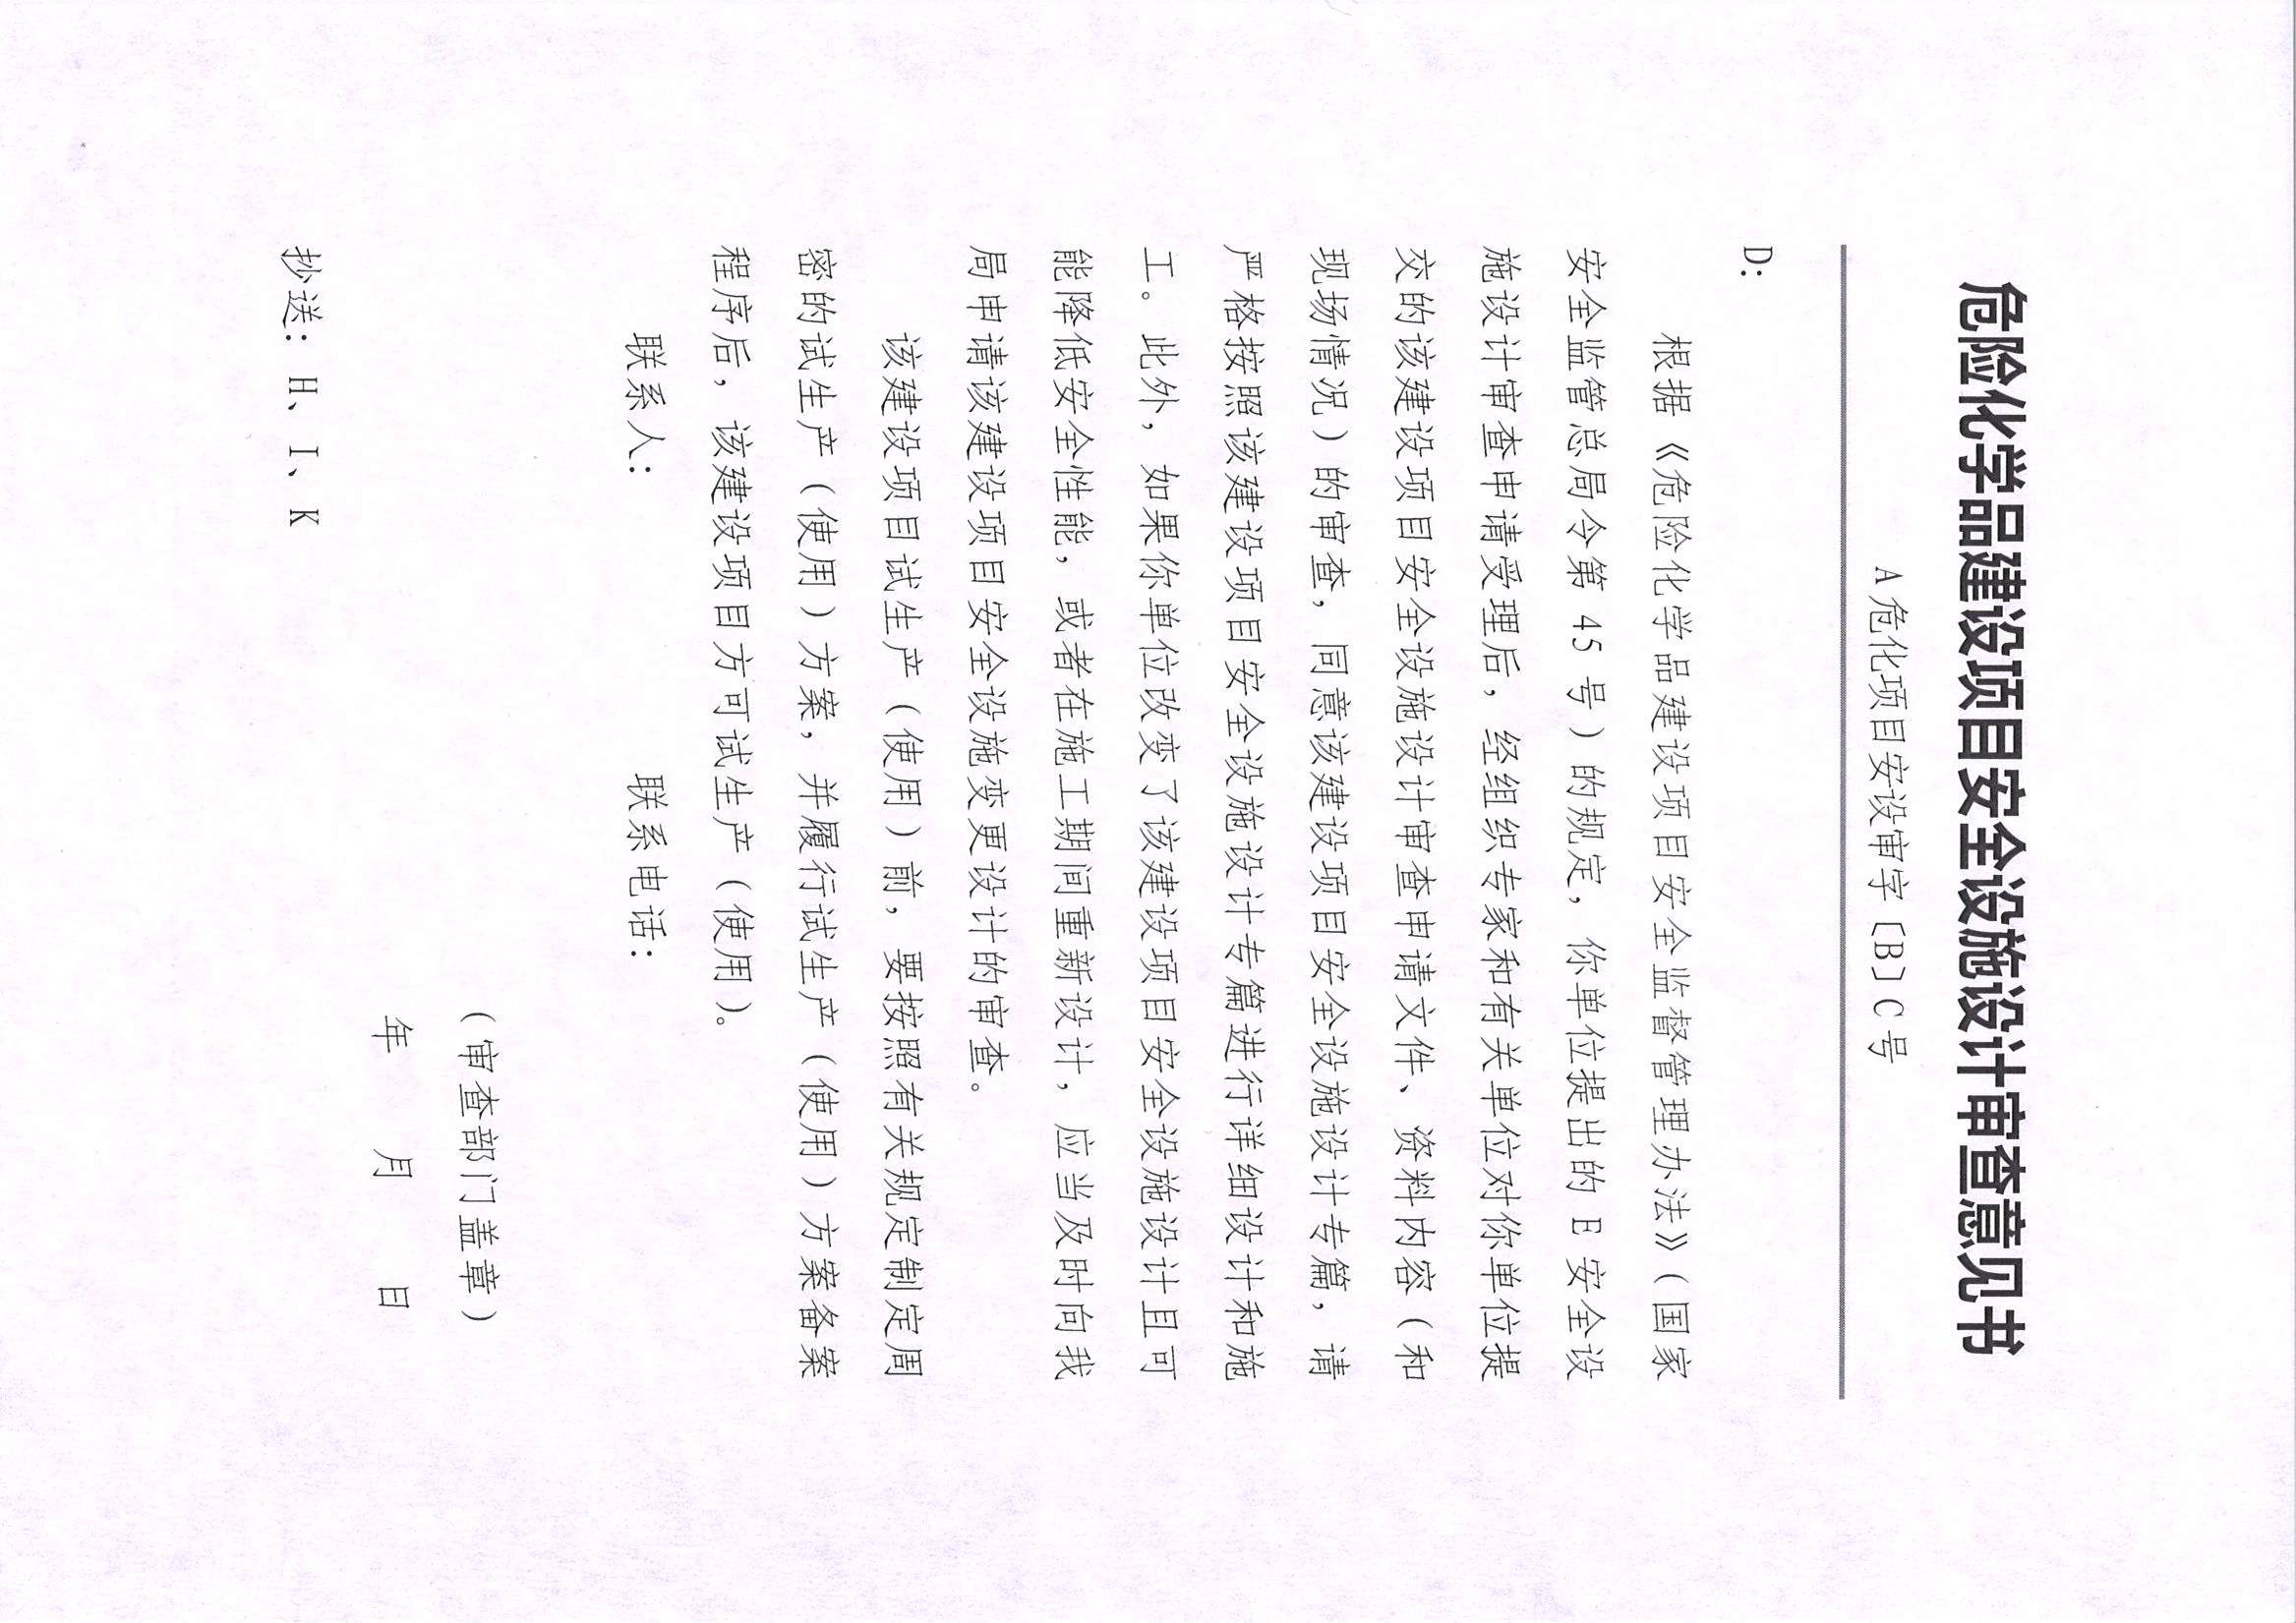 危险化学品建设项目安全设施设计审查意见书
A危化项目安设审字〔B〕C号
D：
根据《危险化学品建设项目安全监督管理办法》（国家
安全监管总局令第 45 号）的规定，你单位提出的 E 安全设
施设计审查申请受理后，经组织专家和有关单位对你单位提
交的该建设项目安全设施设计审查申请文件、资料内容（和
现场情况）的审查，同意该建设项目安全设施设计专篇，请
严格按照该建设项目安全设施设计专篇进行详细设计和施
工。此外，如果你单位改变了该建设项目安全设施设计且可
能降低安全性能，或者在施工期间重新设计，应当及时向我
局申请该建设项目安全设施变更设计的审查。
该建设项目试生产（使用）前，要按照有关规定制定周
密的试生产（使用）方案，并履行试生产（使用）方案备案
程序后，该建设项目方可试生产（使用）。
联系人： 联系电话：
（审查部门盖章）
年 月 日
抄送：H、I、K